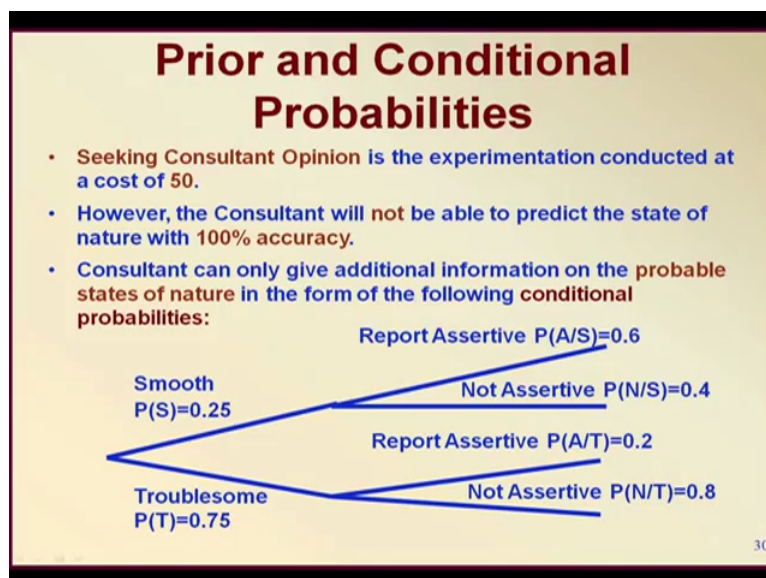 Prior and Conditional
Probabilities
• Seeking Consultant Opinion is the experimentation conducted at
a cost of 50.
• However, the Consultant will not be able to predict the state of
nature with 100% accuracy.
• Consultant can only give additional information on the probable
states of nature in the form of the following conditional
probabilities:
Report Assertive P(A/S)=0.6
Smooth
P(S)=0.25
Not Assertive P(N/S)=0.4
Report Assertive P(A/T)=0.2
Troublesome
P(T)=0.75
Not Assertive P(N/T)=0.8
30